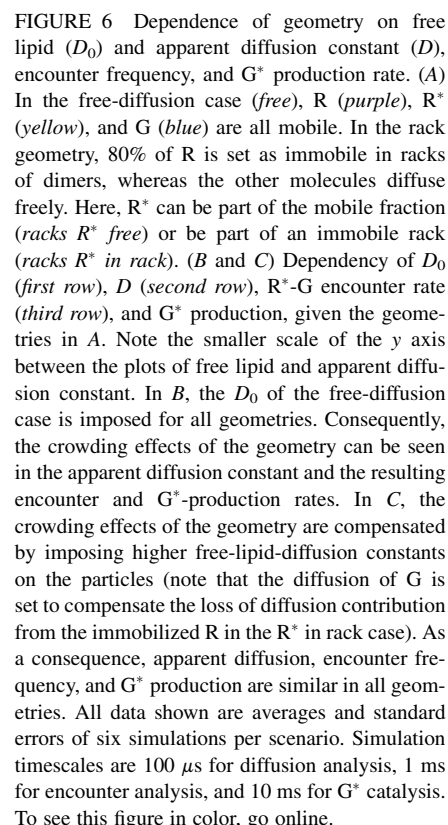 FIGURE 6 Dependence of geometry on free
lipid (D₀) and apparent diffusion constant (D),
encounter frequency, and G* production rate. (A)
In the free-diffusion case (free), R (purple), R*
(yellow), and G (blue) are all mobile. In the rack
geometry, 80% of R is set as immobile in racks
of dimers, whereas the other molecules diffuse
freely. Here, R* can be part of the mobile fraction
(racks R* free) or be part of an immobile rack
(racks R* in rack). (B and C) Dependency of D₀
(first row), D (second row), R*-G encounter rate
(third row), and G* production, given the geome-
tries in A. Note the smaller scale of the y axis
between the plots of free lipid and apparent diffu-
sion constant. In B, the D₀ of the free-diffusion
case is imposed for all geometries. Consequently,
the crowding effects of the geometry can be seen
in the apparent diffusion constant and the resulting
encounter and G*-production rates. In C, the
crowding effects of the geometry are compensated
by imposing higher free-lipid-diffusion constants
on the particles (note that the diffusion of G is
set to compensate the loss of diffusion contribution
from the immobilized R in the R* in rack case). As
a consequence, apparent diffusion, encounter fre-
quency, and G* production are similar in all geom-
etries. All data shown are averages and standard
errors of six simulations per scenario. Simulation
timescales are 100 μs for diffusion analysis, 1 ms
for encounter analysis, and 10 ms for G* catalysis.
To see this figure in color, go online.